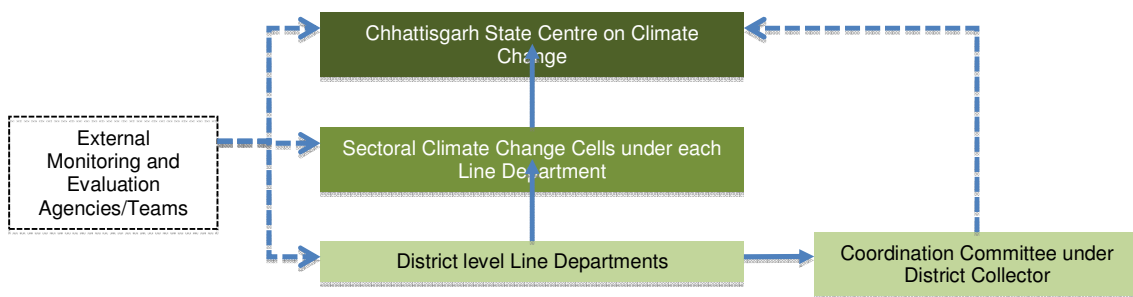 Chhattisgarh State Centre on Climate
Change
External
Monitoring and
Evaluation
Agencies/Teams
Sectoral Climate Change Cells under each
Line Department
District level Line Departments
Coordination Committee under
District Collector